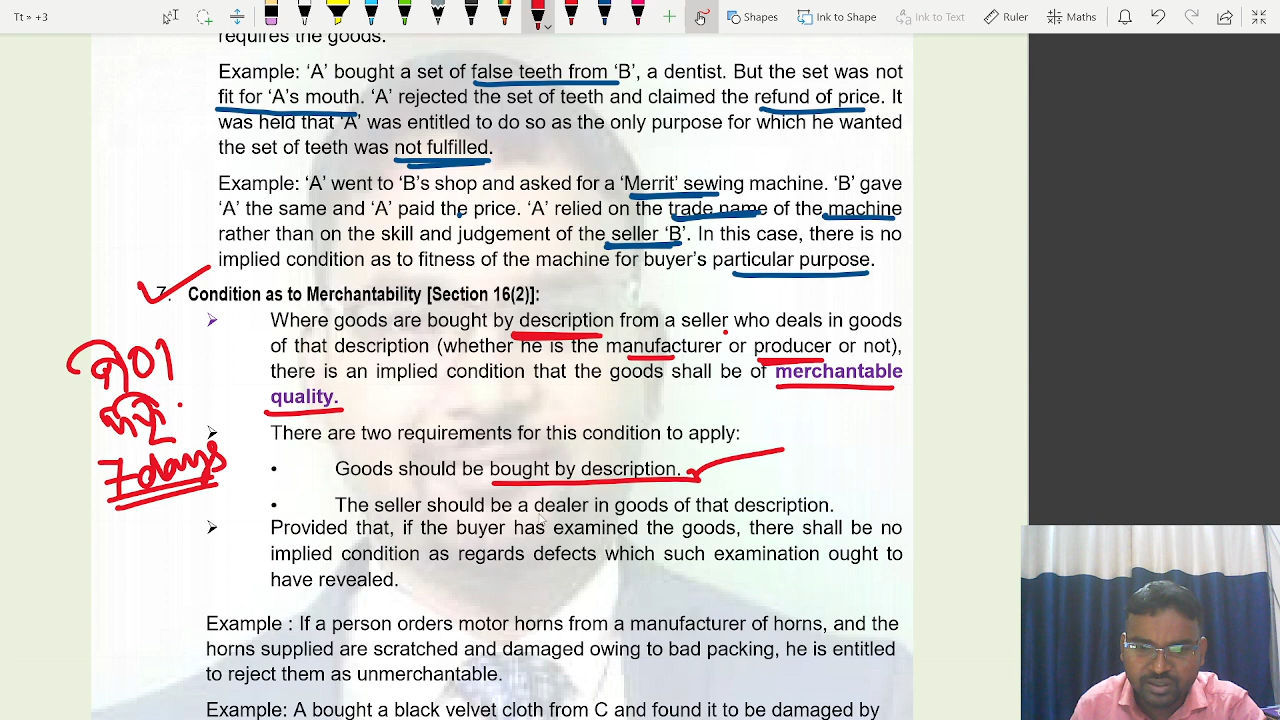 Tt > +3
Shapes
Ink to Shape
Ink to Text
Ruler
Maths
requires the goods.
Example: ‘A’ bought a set of false teeth from ‘B’, a dentist. But the set was not
fit for ‘A’s mouth. ‘A’ rejected the set of teeth and claimed the refund of price. It
was held that ‘A’ was entitled to do so as the only purpose for which he wanted
the set of teeth was not fulfilled.
Example: ‘A’ went to ‘B’s shop and asked for a ‘Merrit’ sewing machine. ‘B’ gave
‘A’ the same and ‘A’ paid the price. ‘A’ relied on the trade name of the machine
rather than on the skill and judgement of the seller ‘B’. In this case, there is no
implied condition as to fitness of the machine for buyer’s particular purpose.
7. Condition as to Merchantability [Section 16(2)]:
Where goods are bought by description from a seller who deals in goods
of that description (whether he is the manufacturer or producer or not),
there is an implied condition that the goods shall be of merchantable
quality.
7 days
There are two requirements for this condition to apply:
• Goods should be bought by description.
• The seller should be a dealer in goods of that description.
Provided that, if the buyer has examined the goods, there shall be no
implied condition as regards defects which such examination ought to
have revealed.
Example : If a person orders motor horns from a manufacturer of horns, and the
horns supplied are scratched and damaged owing to bad packing, he is entitled
to reject them as unmerchantable.
Example: A bought a black velvet cloth from C and found it to be damaged by